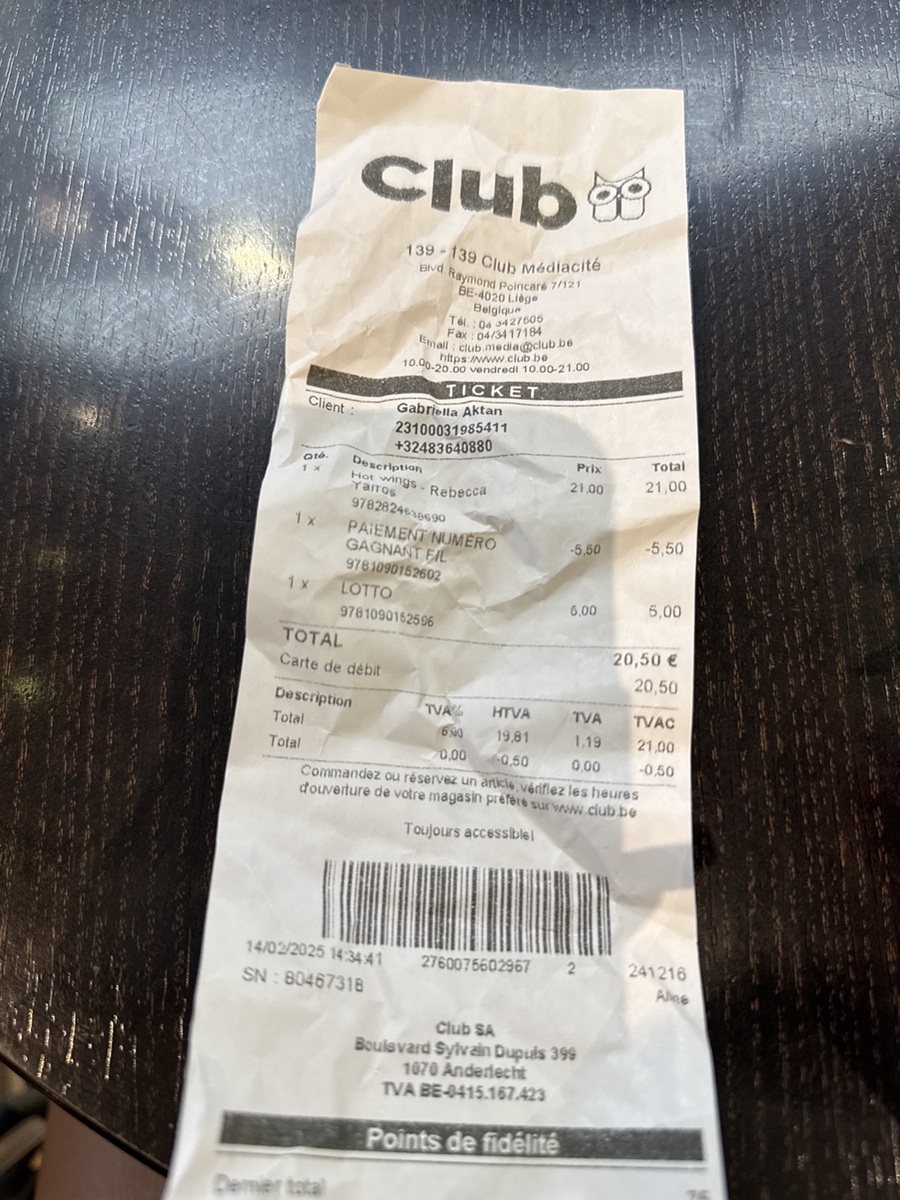 club
139 - 139 Club Médiacité
Blvd. Raymond Poincaré 7/121
BE-4020 Liège
Belgique
Tél. : 04 3427605
Fax : 04/3417184
Email : club.media@club.be
https://www.club.be
10.00-20.00 vendredi 10.00-21.00
TICKET
Client : Gabriella Aktan
23100031985411
+32483640880
Qté. Description Prix Total
1 x Hot wings - Rebecca 21,00 21,00
Yarros
1 x PAIEMENT NUMÉRO -5,50 -5,50
GAGNANT FIL
9781090152602
1 x LOTTO
9781090152596 5,00
TOTAL 20,50 €
Carte de débit 20,50
Description TVA% HTVA TVA TVAC
Total 6,00 19,81 1,19 21,00
Total 0,00 -0,50 0,00 -0,50
Commandez ou réservez un article, vérifiez les heures
d'ouverture de votre magasin préféré sur www.club.be
Toujours accessible!
14/02/2025 14:34:41 2760075602967 2 241216
SN : 80467318 Aline
Club SA
Boulevard Sylvain Dupuis 399
1070 Anderlecht
TVA BE-0415.167.423
Points de fidélité
Dernier total